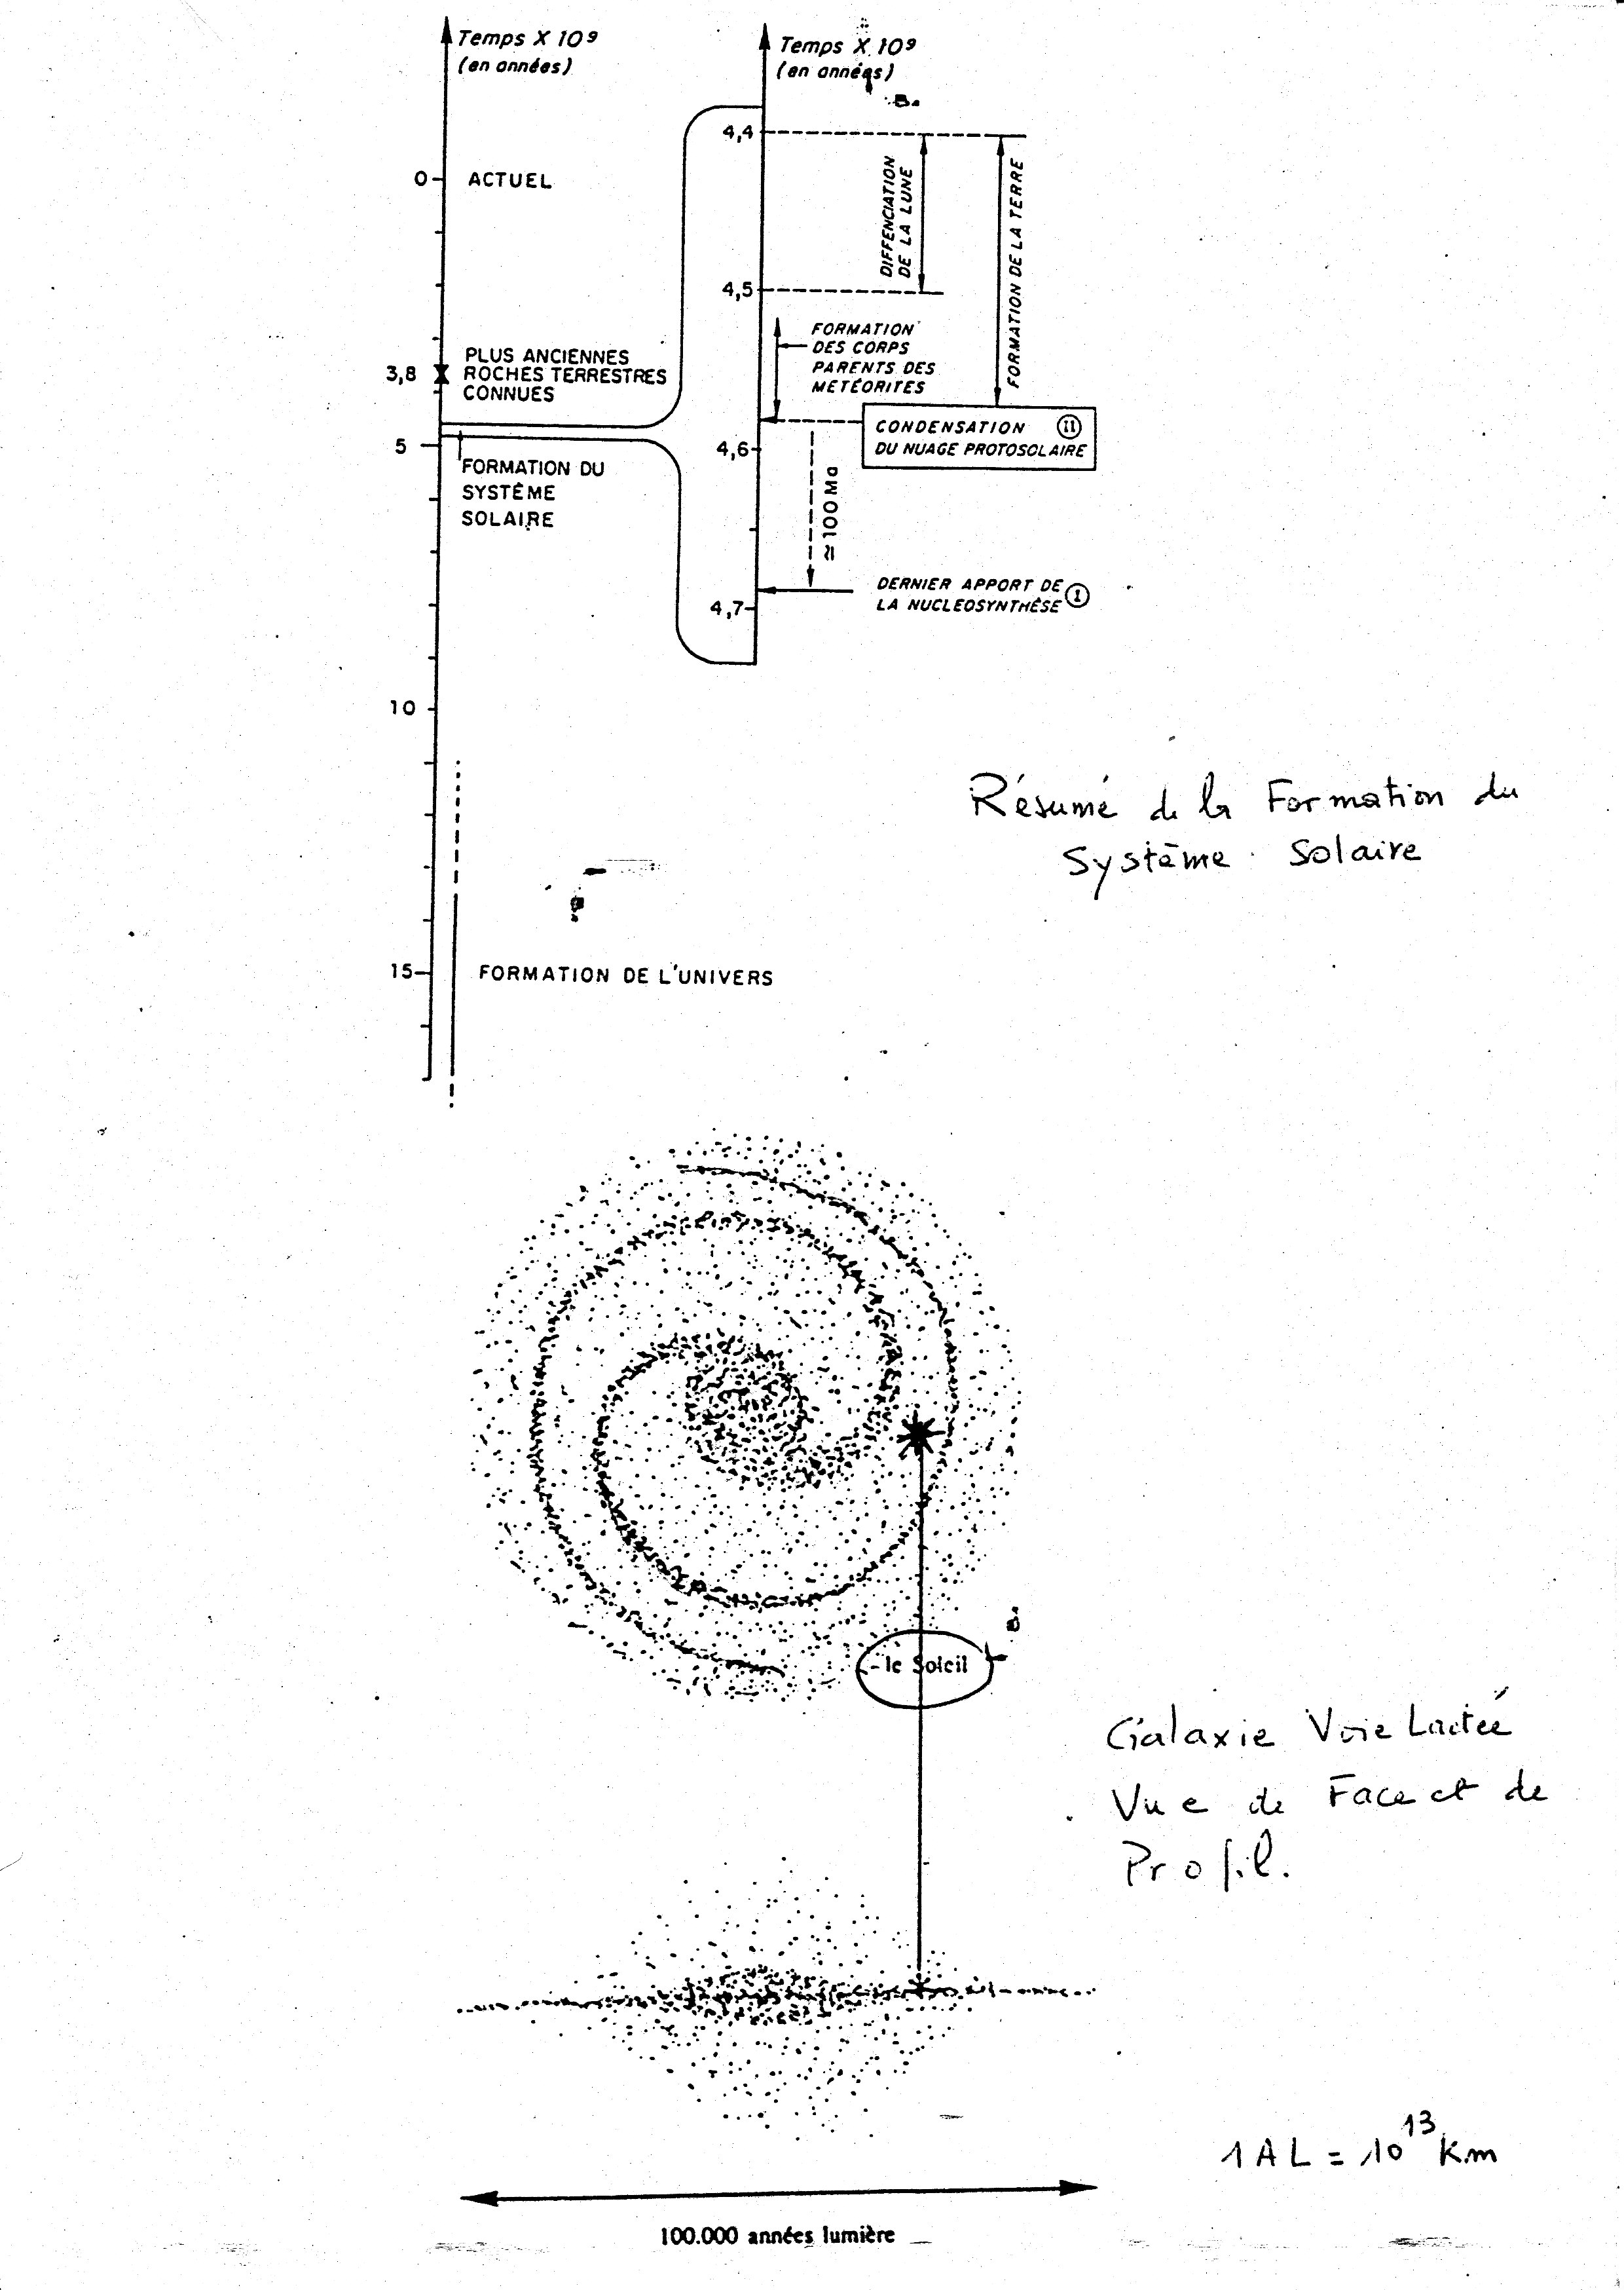 Temps X 10⁹
(en années)
Temps X 10⁹
(en années)
B.
4,4
0
ACTUEL
DIFFENCIATION
DE LA LUNE
FORMATION DE LA TERRE
4,5
FORMATION
DES CORPS
PARENTS DES
METÉORITES
3,8
PLUS ANCIENNES
ROCHES TERRESTRES
CONNUES
CONDENSATION II
DU NUAGE PROTOSOLAIRE
5
4,6
FORMATION DU
SYSTÊME
SOLAIRE
≃100 Ma
DERNIER APPORT DE
LA NUCLEOSYNTHÊSE I
4,7
10
Résumé de la Formation du
Système Solaire
15
FORMATION DE L'UNIVERS
B.
- le Soleil
Galaxie Voie Lactée
Vue de Face et de
Profil.
1 AL = 10¹³ Km
100.000 années lumière